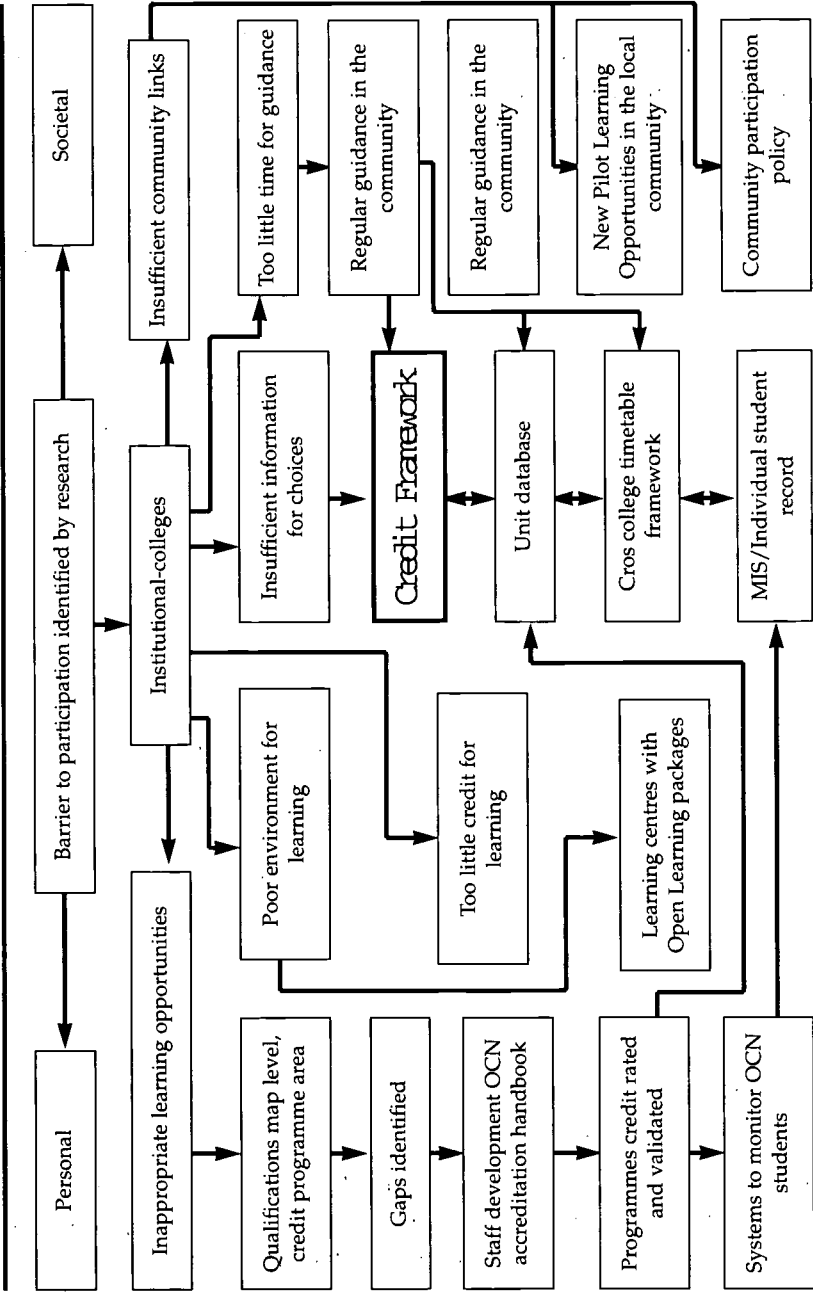 Personal
Barrier to participation identified by research
Societal
Inappropriate learning opportunities
Institutional-colleges
Insufficient community links
Qualifications map level,
credit programme area
Poor environment for
learning
Insufficient information
for choices
Too little time for guidance
Gaps identified
Credit Framework
Regular guidance in the
community
Staff development OCN
accreditation handbook
Too little credit for
learning
Unit database
Regular guidance in the
community
Programmes credit rated
and validated
Learning centres with
Open Learning packages
Cros college timetable
framework
New Pilot Learning
Opportunities in the local
community
Systems to monitor OCN
students
MIS/Individual student
record
Community participation
policy